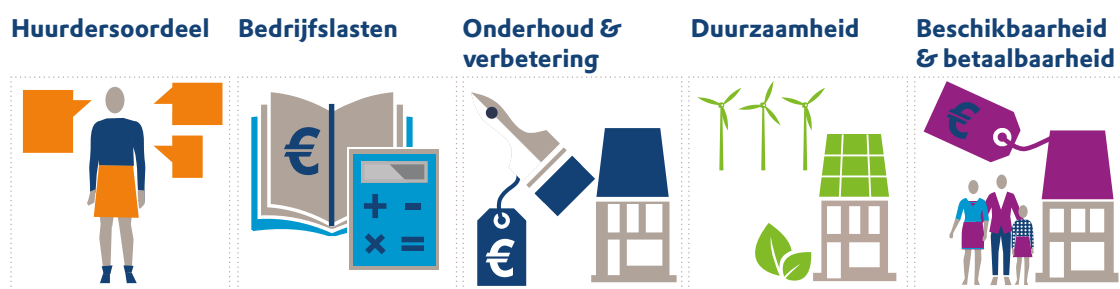 Huurdersoordeel
Bedrijfslasten
Onderhoud &
verbetering
Duurzaamheid
Beschikbaarheid
& betaalbaarheid
€
+ -
× =
€
€